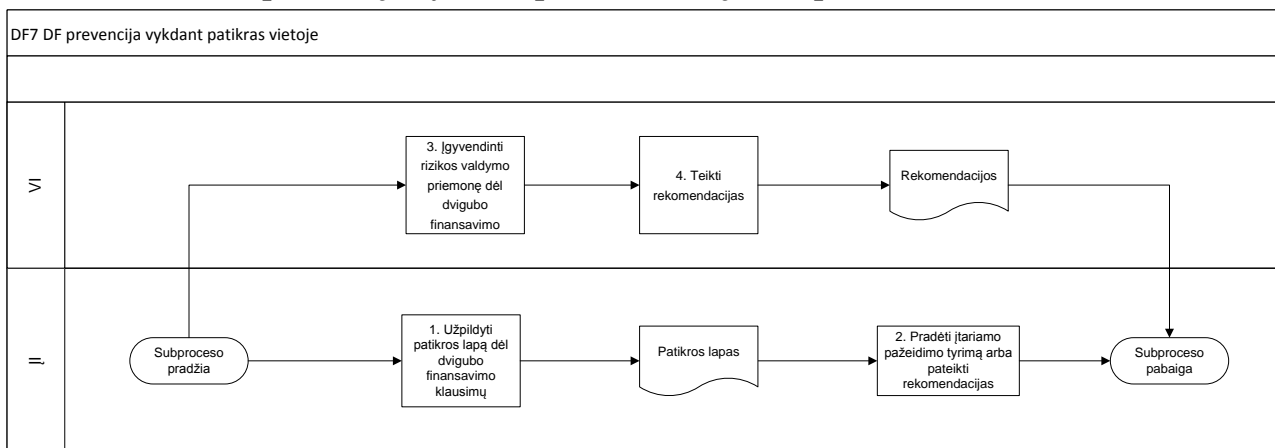 DF7 DF prevencija vykdant patikras vietoje
VI
3. Įgyvendinti
rizikos valdymo
priemonę dėl
dvigubo
finansavimo
4. Teikti
rekomendacijas
Rekomendacijos
ĮĮ
Subproceso
pradžia
1. Užpildyti
patikros lapą dėl
dvigubo
finansavimo
klausimų
Patikros lapas
2. Pradėti įtariamo
pažeidimo tyrimą arba
pateikti
rekomendacijas
Subproceso
pabaiga